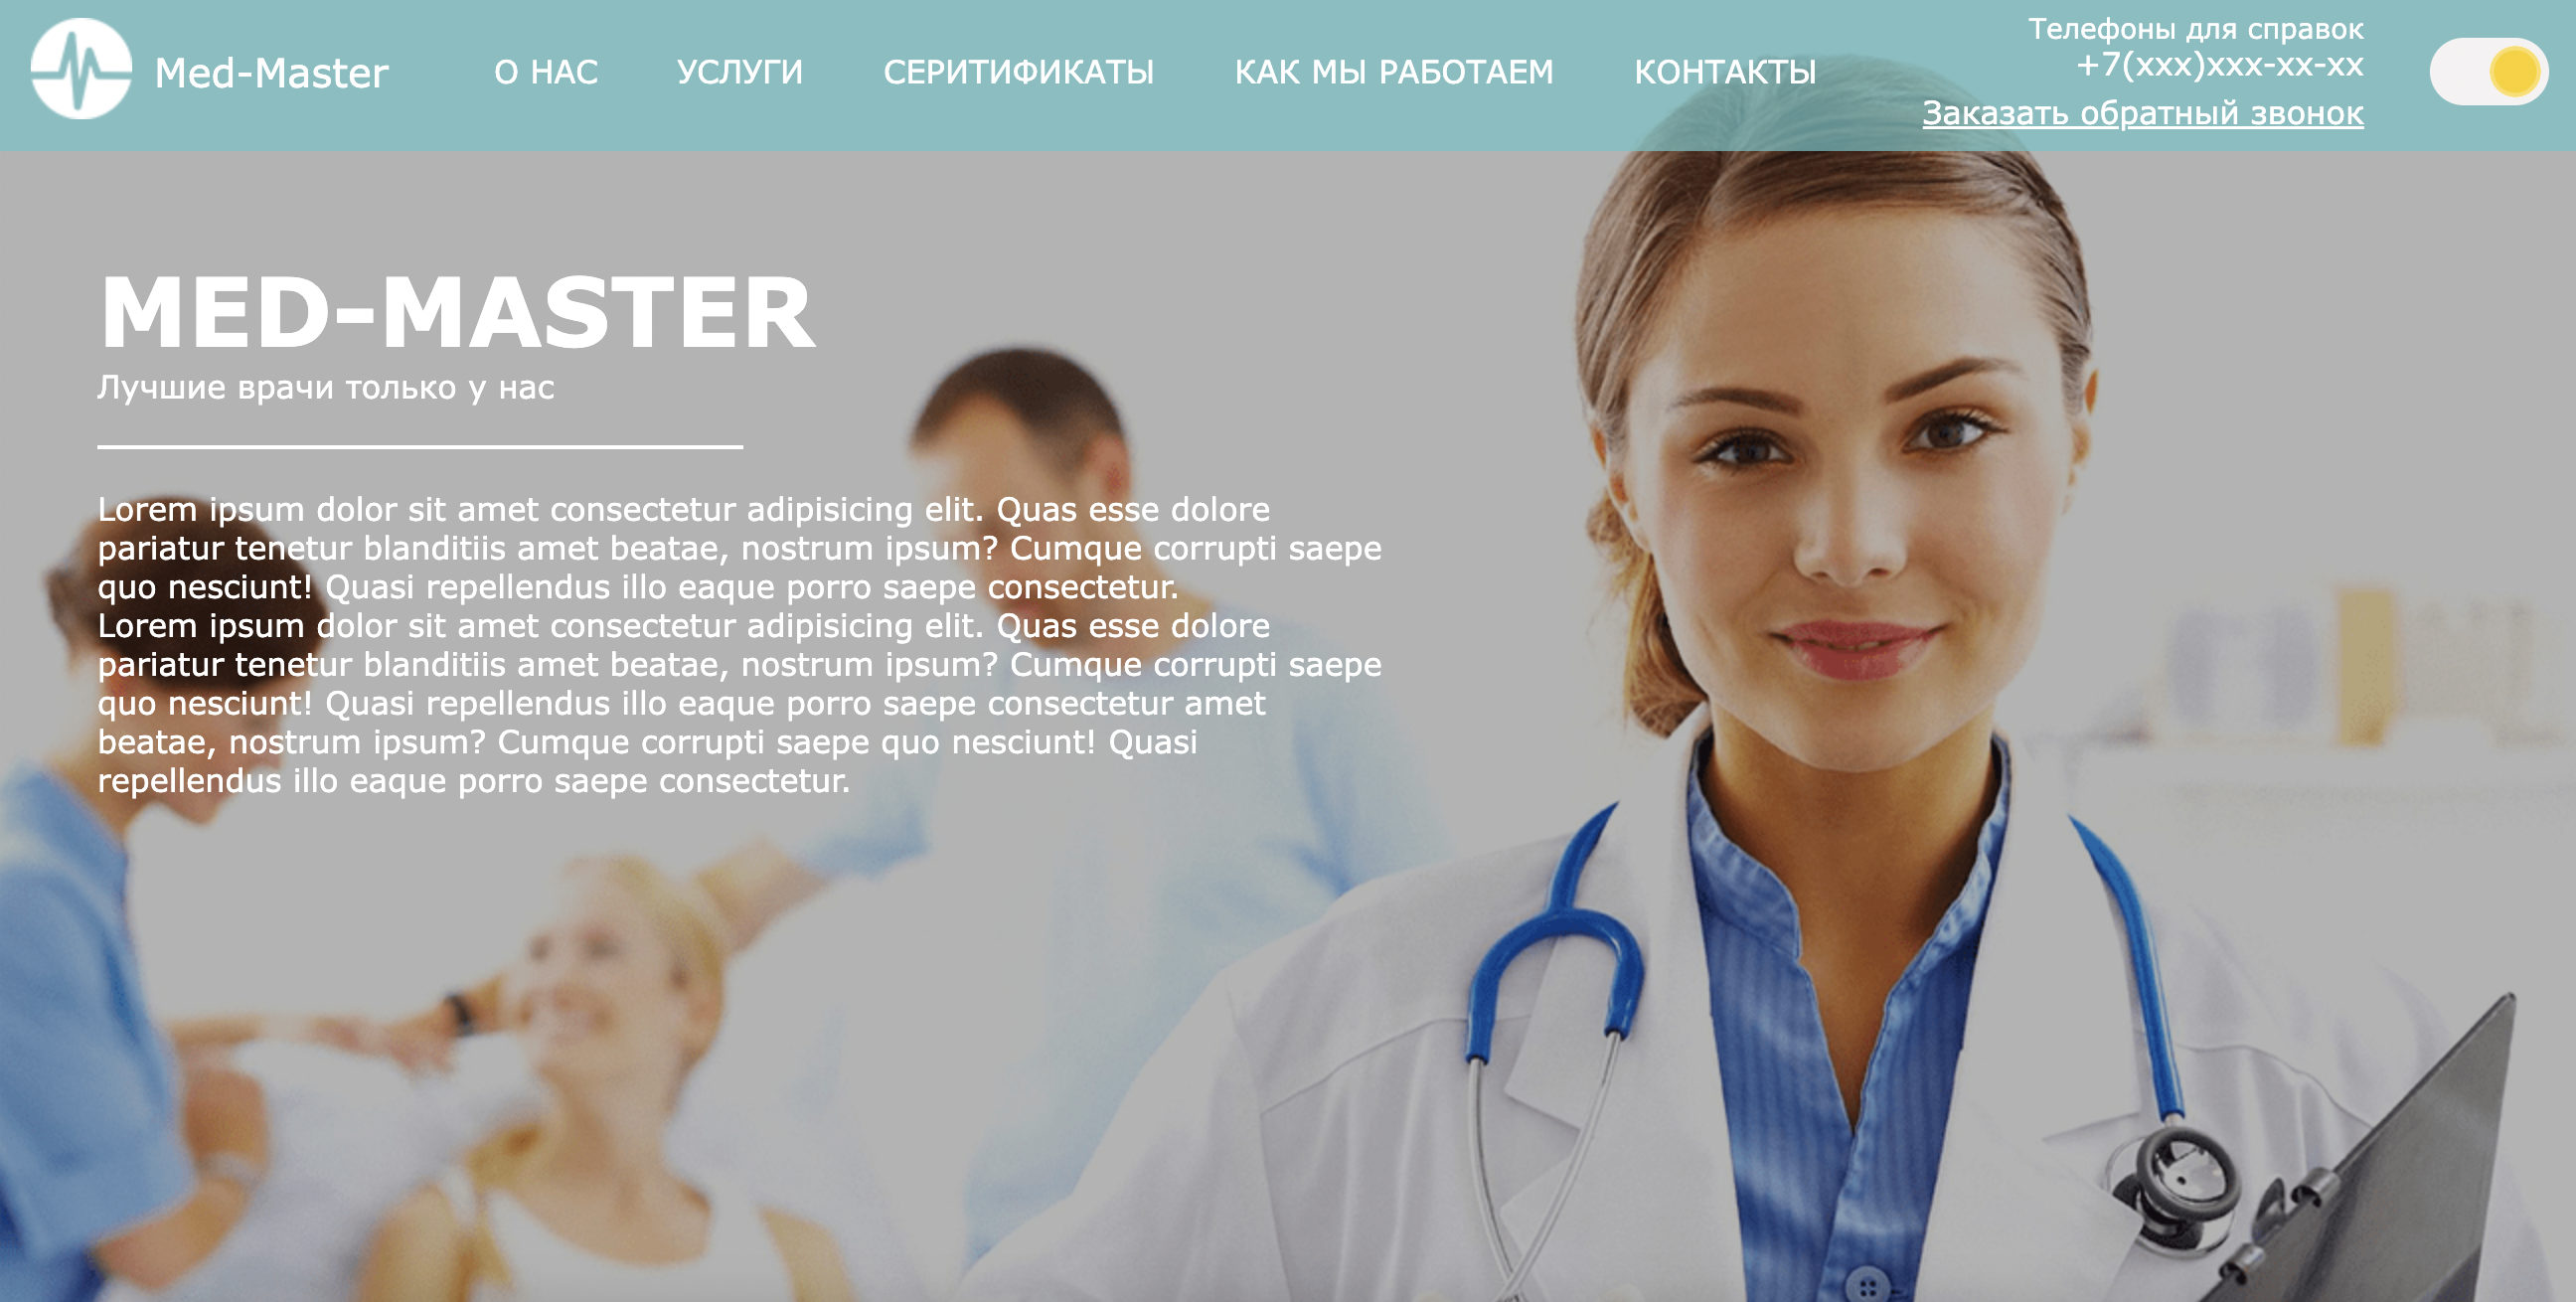 Med-Master
О НАС
УСЛУГИ
СЕРИТИФИКАТЫ
КАК МЫ РАБОТАЕМ
КОНТАКТЫ
Телефоны для справок
+7(xxx)xxx-xx-xx
Заказать обратный звонок
MED-MASTER
Лучшие врачи только у нас
Lorem ipsum dolor sit amet consectetur adipisicing elit. Quas esse dolore
pariatur tenetur blanditiis amet beatae, nostrum ipsum? Cumque corrupti saepe
quo nesciunt! Quasi repellendus illo eaque porro saepe consectetur.
Lorem ipsum dolor sit amet consectetur adipisicing elit. Quas esse dolore
pariatur tenetur blanditiis amet beatae, nostrum ipsum? Cumque corrupti saepe
quo nesciunt! Quasi repellendus illo eaque porro saepe consectetur amet
beatae, nostrum ipsum? Cumque corrupti saepe quo nesciunt! Quasi
repellendus illo eaque porro saepe consectetur.